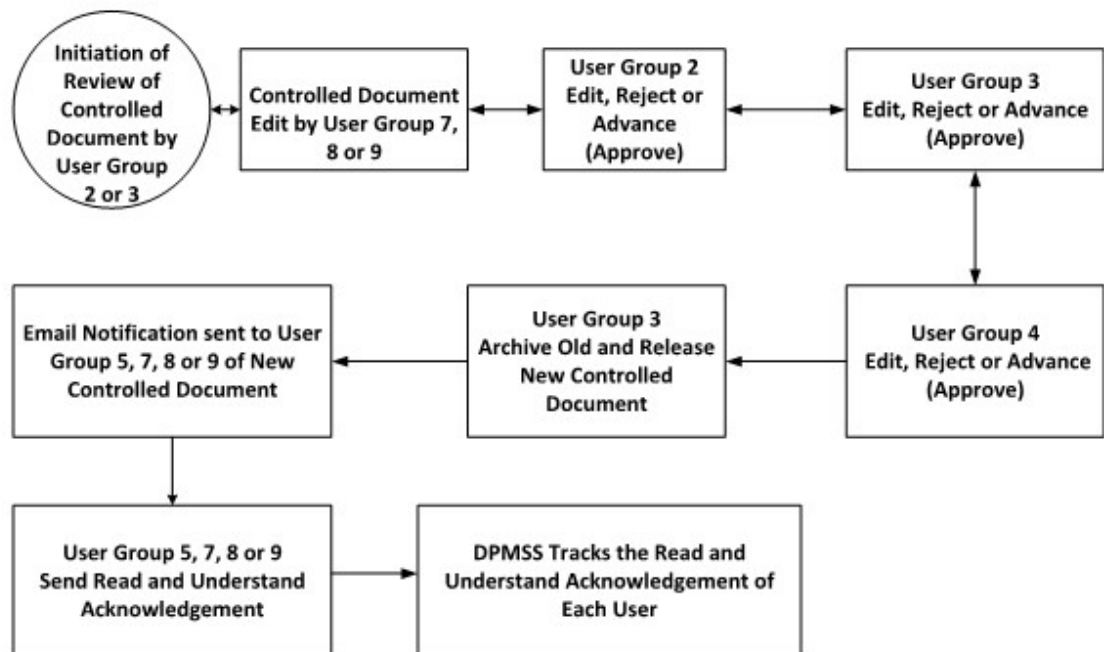 Initiation of
Review of
Controlled
Document by
User Group
2 or 3
Controlled Document
Edit by User Group 7,
8 or 9
User Group 2
Edit, Reject or
Advance
(Approve)
User Group 3
Edit, Reject or Advance
(Approve)
User Group 4
Edit, Reject or Advance
(Approve)
User Group 3
Archive Old and Release
New Controlled
Document
Email Notification sent to User
Group 5, 7, 8 or 9 of New
Controlled Document
User Group 5, 7, 8 or 9
Send Read and Understand
Acknowledgement
DPMSS Tracks the Read and
Understand Acknowledgement of
Each User